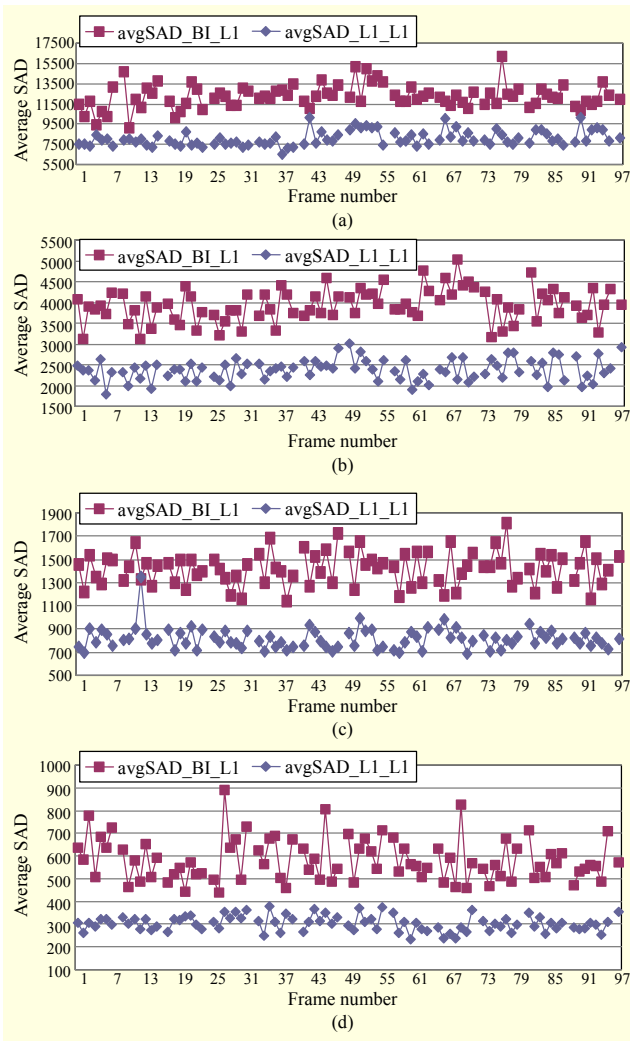 avgSAD_BI_L1 avgSAD_L1_L1
17500
15500
13500
11500
9500
7500
5500
Average SAD
1 7 13 19 25 31 37 43 49 55 61 67 73 79 85 91 97
Frame number
(a)
avgSAD_BI_L1 avgSAD_L1_L1
5500
5000
4500
4000
3500
3000
2500
2000
1500
Average SAD
1 7 13 19 25 31 37 43 49 55 61 67 73 79 85 91 97
Frame number
(b)
avgSAD_BI_L1 avgSAD_L1_L1
1900
1700
1500
1300
1100
900
700
500
Average SAD
1 7 13 19 25 31 37 43 49 55 61 67 73 79 85 91 97
Frame number
(c)
avgSAD_BI_L1 avgSAD_L1_L1
1000
900
800
700
600
500
400
300
200
100
Average SAD
1 7 13 19 25 31 37 43 49 55 61 67 73 79 85 91 97
Frame number
(d)